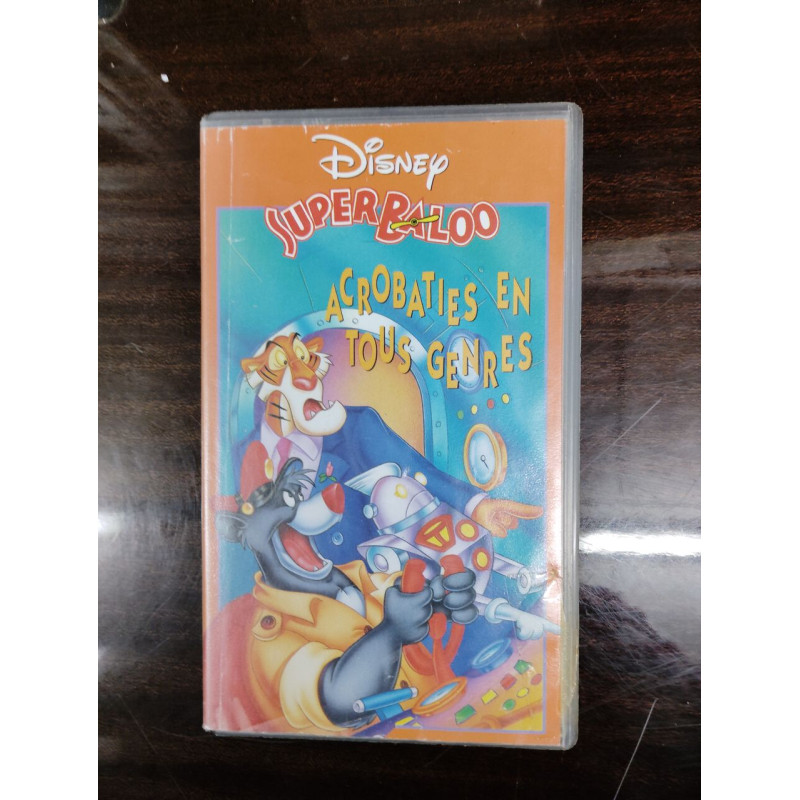 Disney
SUPER BALOO
ACROBATIES EN
TOUS GENRES